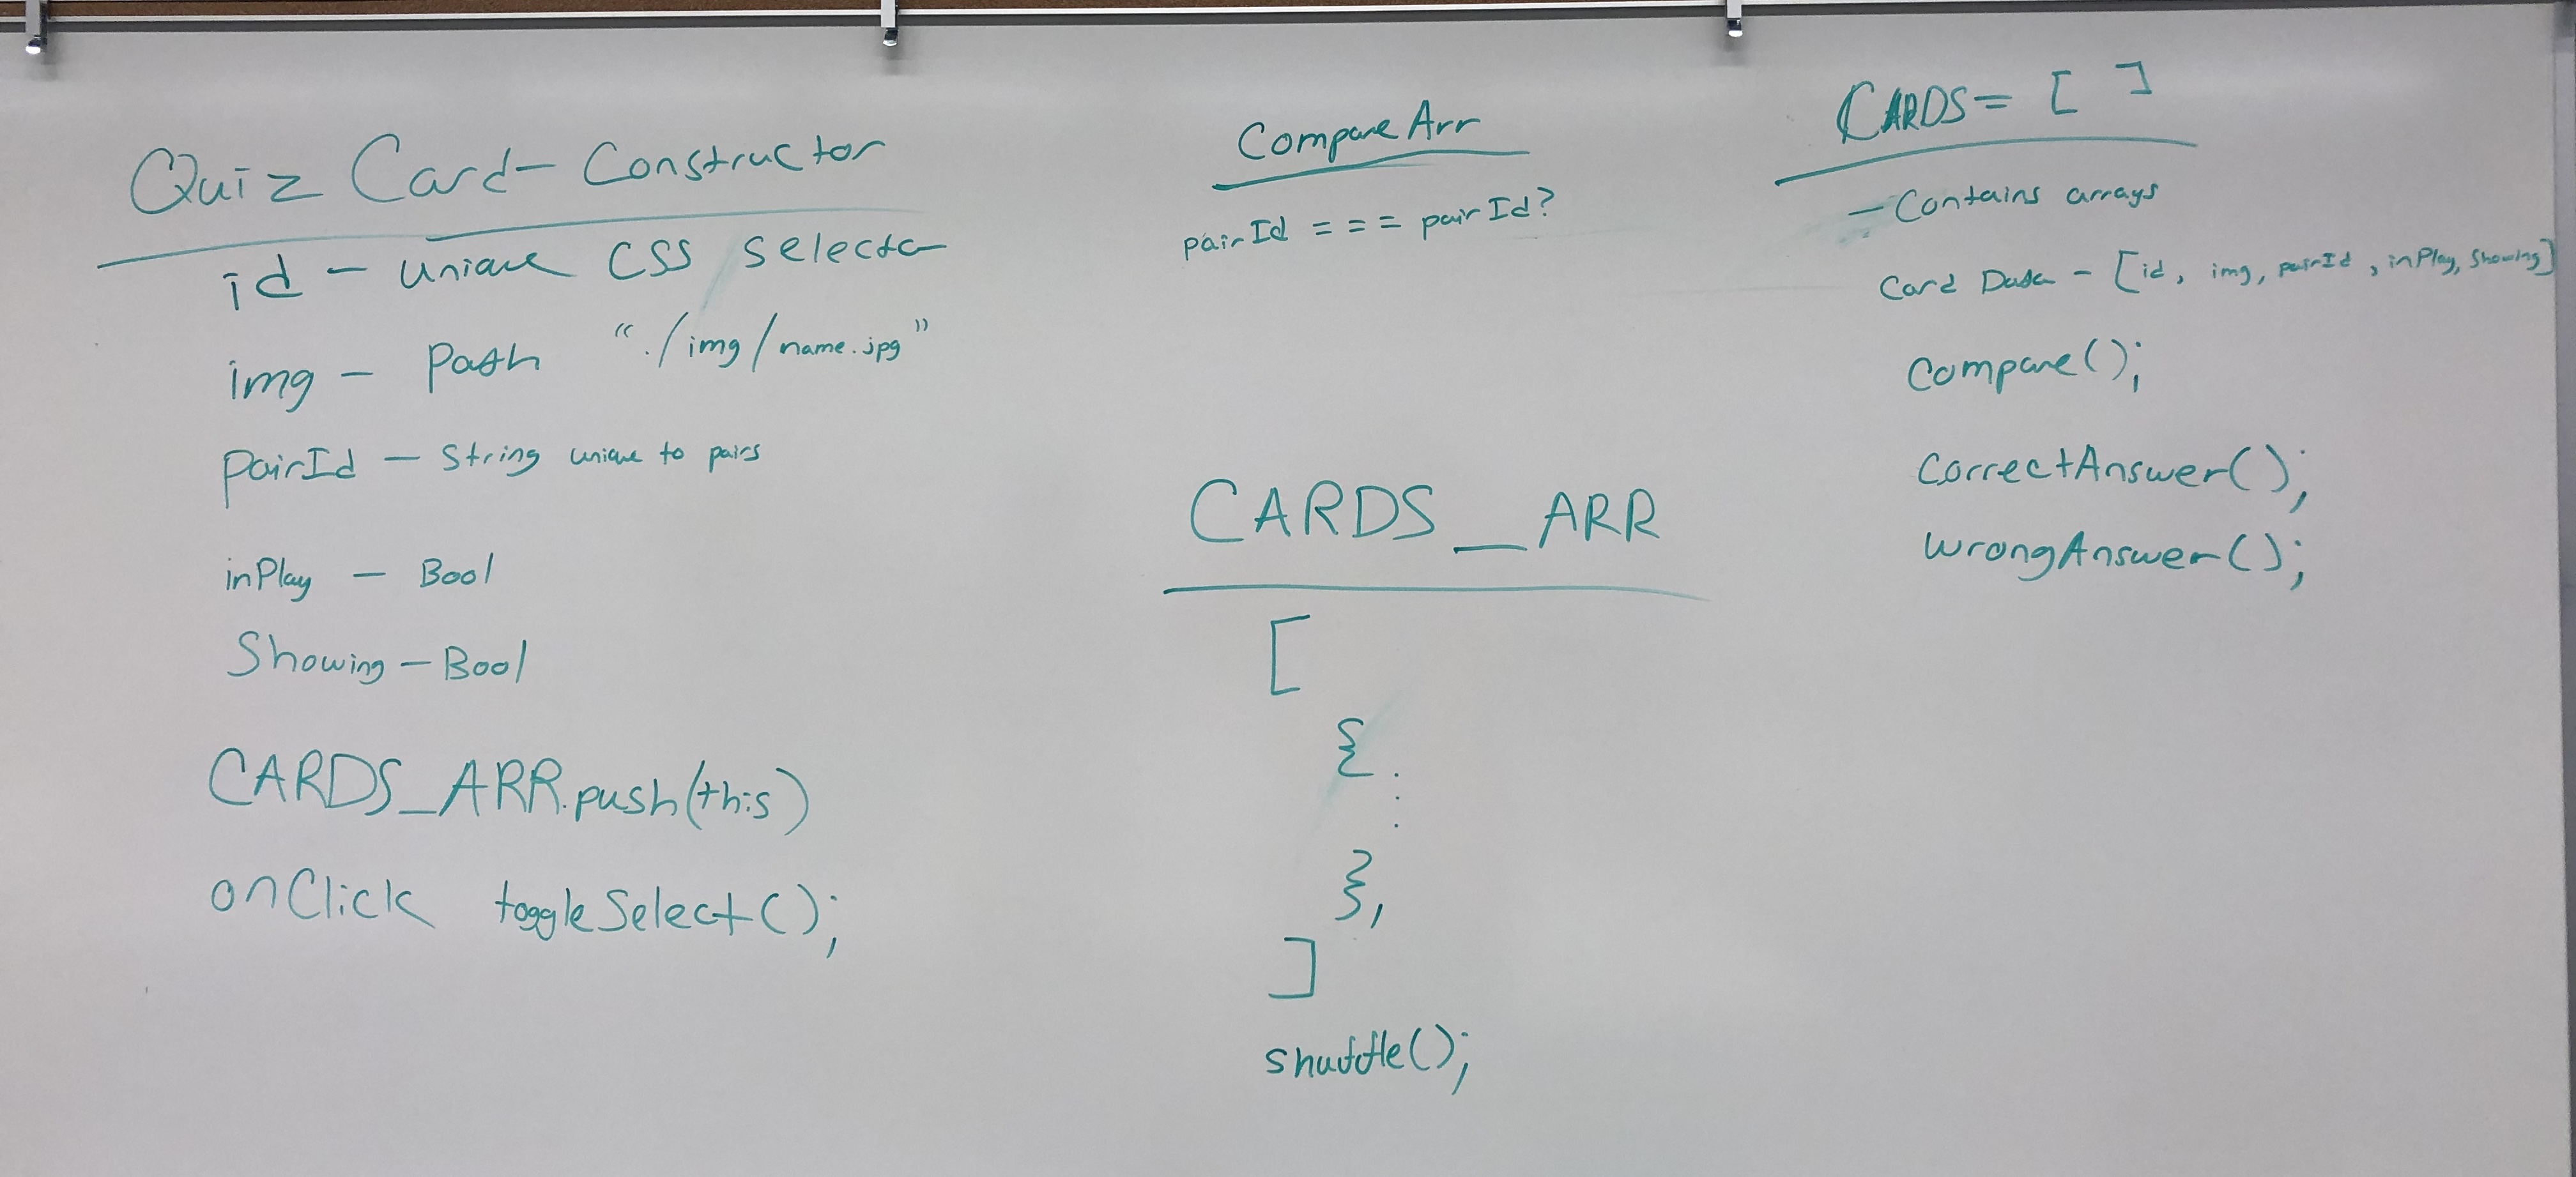 Quiz Card - Constructor
id - unique CSS selector
img - Path "./img/name.jpg"
PairId - String unique to pairs
inPlay - Bool
Showing - Bool
CARDS_ARR.push(this)
onClick toggleSelect();
Compare Arr
pairId === pairId?
CARDS_ARR
[
{
.
.
.
},
]
shuffle();
CARDS = [ ]
- Contains arrays
Card Data - [id, img, pairId, inPlay, Showing]
Compare();
CorrectAnswer();
WrongAnswer();